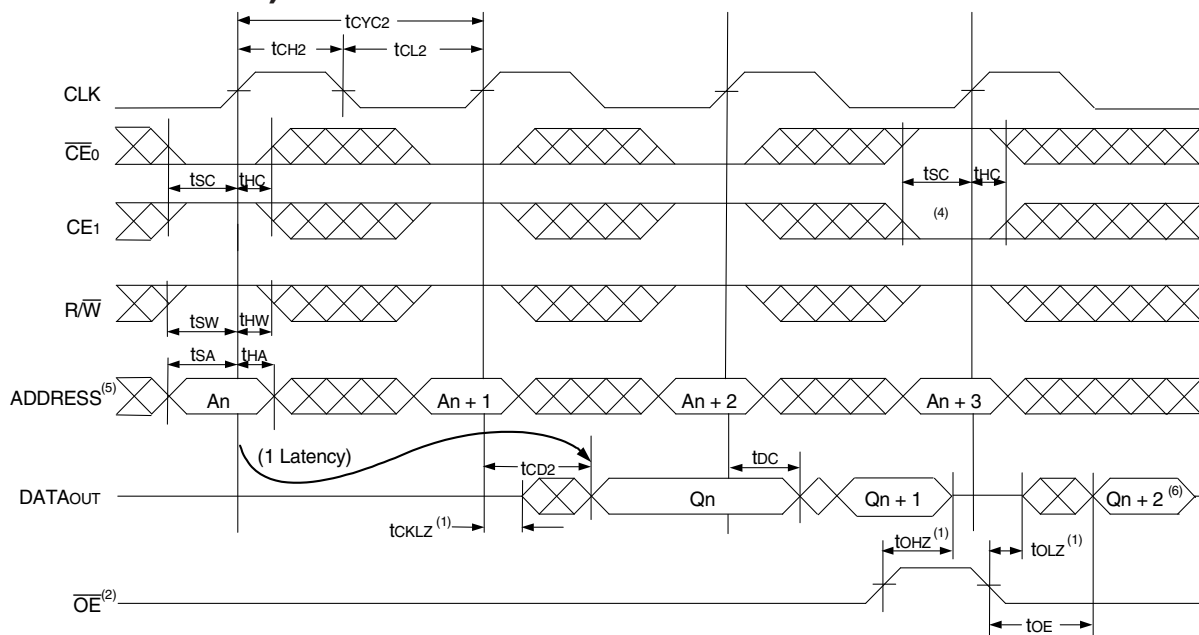 tCYC2
tCH2 tCL2
CLK
CE0
tSC tHC tSC tHC
CE1 (4)
R/W
tSW tHW
tSA tHA
ADDRESS(5) An An + 1 An + 2 An + 3
(1 Latency) tCD2 tDC
DATAOUT Qn Qn + 1 Qn + 2 (6)
tCKLZ (1) tOHZ (1) tOLZ (1)
OE(2)
tOE